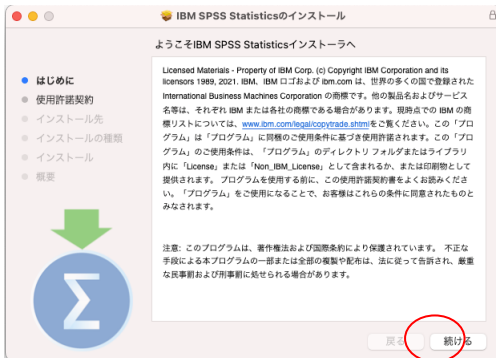 IBM SPSS Statisticsのインストール
ようこそIBM SPSS Statisticsインストーラへ
はじめに
使用許諾契約
インストール先
インストールの種類
インストール
概要
Licensed Materials - Property of IBM Corp. (c) Copyright IBM Corporation and its
licensors 1989, 2021. IBM、IBM ロゴおよび ibm.com は、世界の多くの国で登録された
International Business Machines Corporation の商標です。他の製品名およびサービス
名等は、それぞれ IBM または各社の商標である場合があります。現時点での IBM の商
標リストについては、www.ibm.com/legal/copytrade.shtmlをご覧ください。この「プロ
グラム」は「プログラム」に同梱のご使用条件に基づき使用許諾されます。この「プロ
グラム」のご使用条件は、「プログラム」のディレクトリ フォルダまたはライブラリ
内に「License」または「Non_IBM_License」として含まれるか、または印刷物として
提供されます。 プログラムを使用する前に、この使用許諾契約書をよくお読みくださ
い。「プログラム」をご使用になることで、お客様はこれらの条件に同意されたものと
みなされます。
注意: このプログラムは、著作権法および国際条約により保護されています。 不正な
手段による本プログラムの一部または全部の複製や配布は、法に従って告訴され、厳重
な民事罰および刑事罰に処せられる場合があります。
戻る
続ける